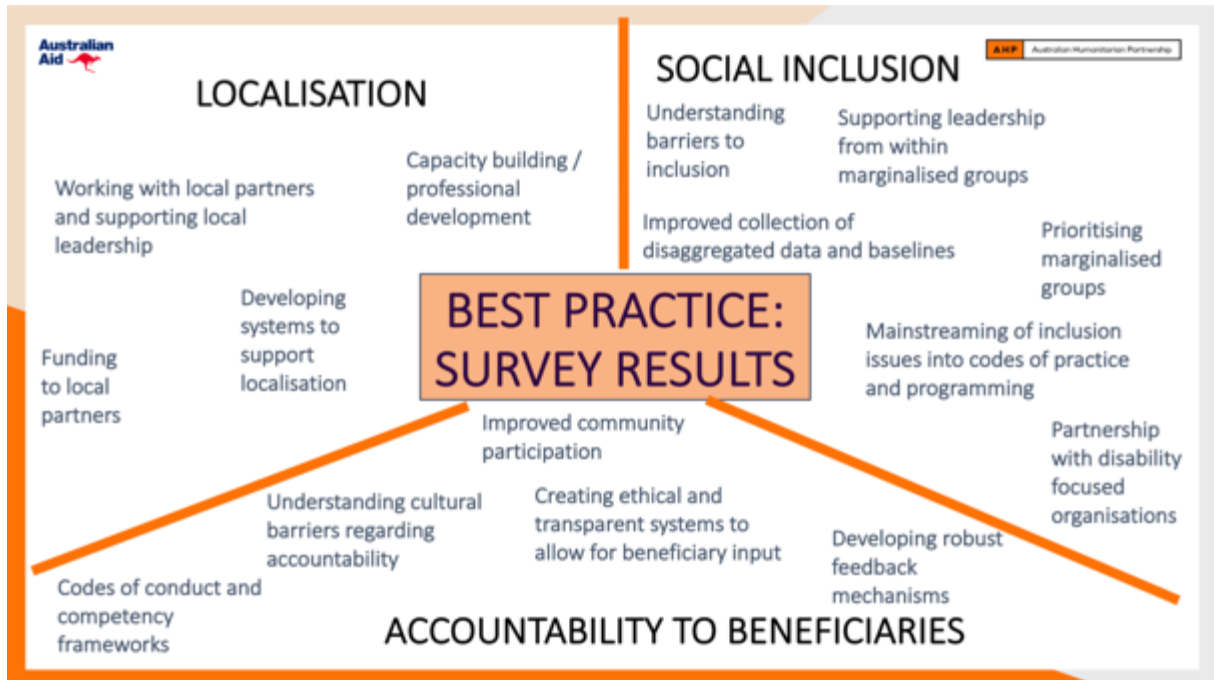 Australian
Aid
AHP
Australian Humanitarian Partnership
LOCALISATION
Working with local partners
and supporting local
leadership
Capacity building /
professional
development
Developing
systems to
support
localisation
Funding
to local
partners
SOCIAL INCLUSION
Understanding
barriers to
inclusion
Supporting leadership
from within
marginalised groups
Improved collection of
disaggregated data and baselines
Prioritising
marginalised
groups
Mainstreaming of inclusion
issues into codes of practice
and programming
Partnership
with disability
focused
organisations
BEST PRACTICE:
SURVEY RESULTS
Improved community
participation
Understanding cultural
barriers regarding
accountability
Creating ethical and
transparent systems to
allow for beneficiary input
Developing robust
feedback
mechanisms
Codes of conduct and
competency
frameworks
ACCOUNTABILITY TO BENEFICIARIES